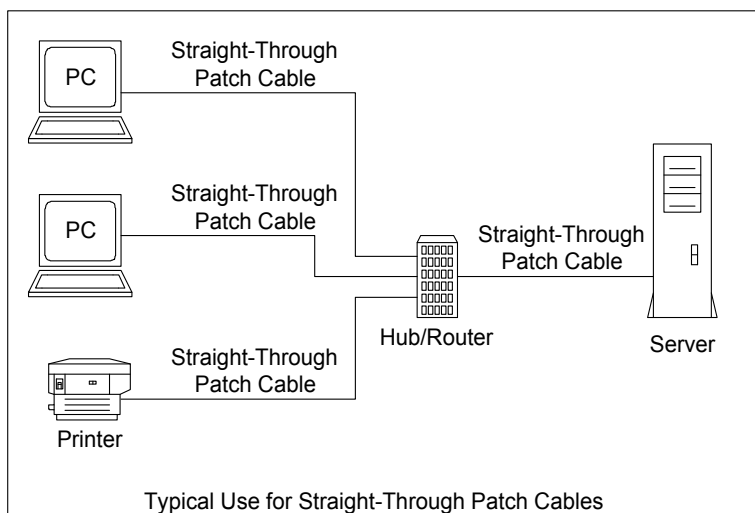 PC
Straight-Through
Patch Cable
PC
Straight-Through
Patch Cable
Straight-Through
Patch Cable
Hub/Router
Server
Straight-Through
Patch Cable
Printer
Typical Use for Straight-Through Patch Cables